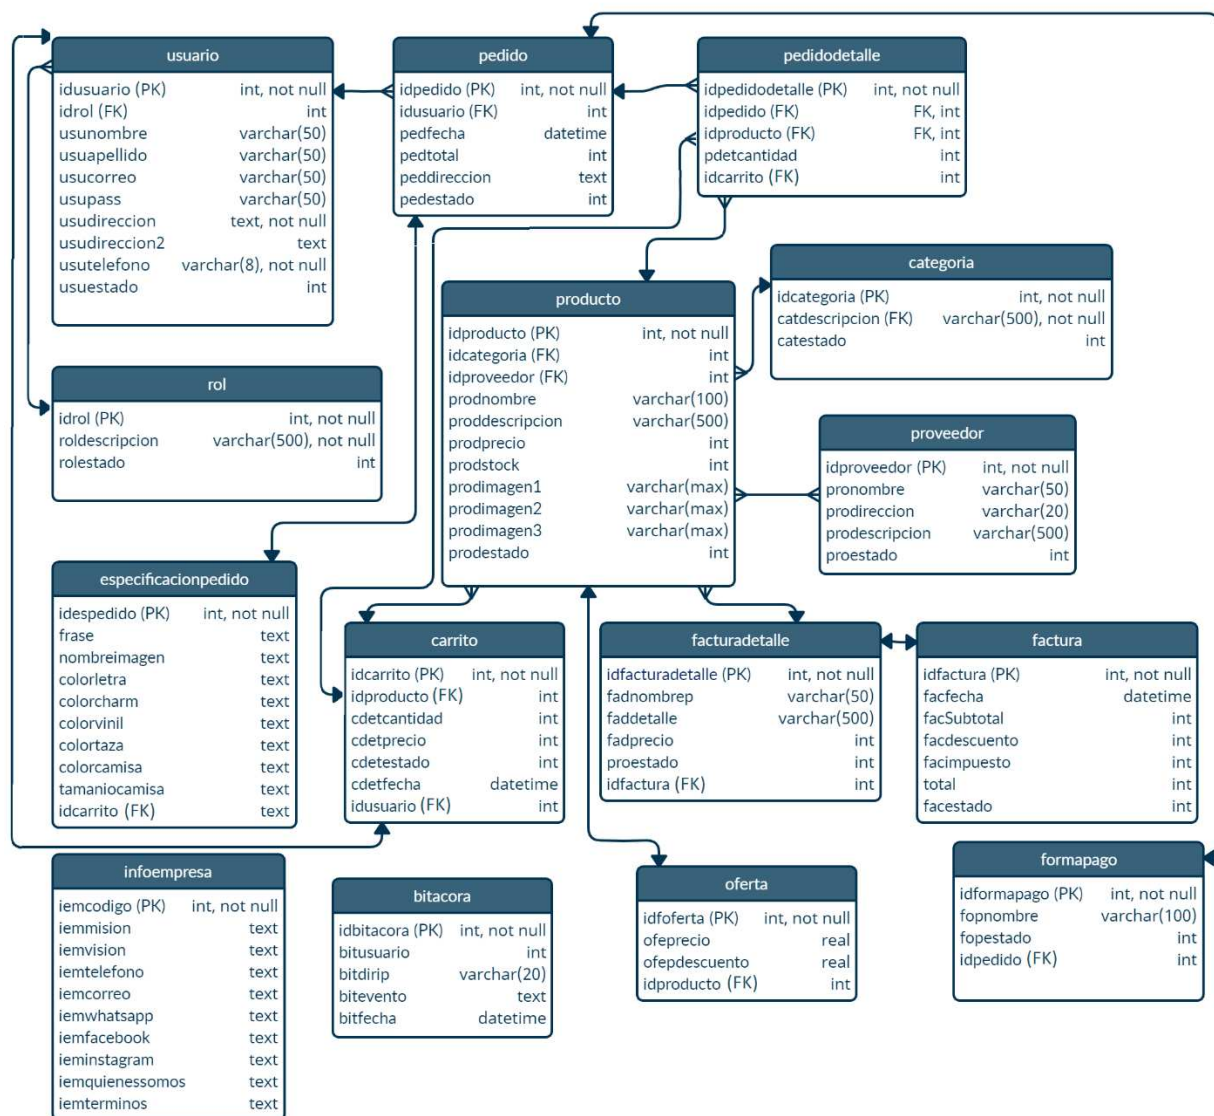 usuario
idusuario (PK) int, not null
idrol (FK) int
usunombre varchar(50)
usuapellido varchar(50)
usucorreo varchar(50)
usupass varchar(50)
usudireccion text, not null
usudireccion2 text
usutelefono varchar(8), not null
usuestado int
pedido
idpedido (PK) int, not null
idusuario (FK) int
pedfecha datetime
pedtotal int
peddireccion text
pedestado int
pedidodetalle
idpedidodetalle (PK) int, not null
idpedido (FK) FK, int
idproducto (FK) FK, int
pdetcantidad int
idcarrito (FK) int
categoria
idcategoria (PK) int, not null
catdescripcion (FK) varchar(500), not null
catestado int
producto
idproducto (PK) int, not null
idcategoria (FK) int
idproveedor (FK) int
prodnombre varchar(100)
proddescripcion varchar(500)
prodprecio int
prodstock int
prodimagen1 varchar(max)
prodimagen2 varchar(max)
prodimagen3 varchar(max)
prodestado int
rol
idrol (PK) int, not null
roldescripcion varchar(500), not null
rolestado int
proveedor
idproveedor (PK) int, not null
pronombre varchar(50)
prodireccion varchar(20)
prodescripcion varchar(500)
proestado int
especificacionpedido
idespedido (PK) int, not null
frase text
nombreimagen text
colorletra text
colorcharm text
colorvinil text
colortaza text
colorcamisa text
tamaniocamisa text
idcarrito (FK) text
carrito
idcarrito (PK) int, not null
idproducto (FK) int
cdetcantidad int
cdetprecio int
cdetestado int
cdetfecha datetime
idusuario (FK) int
facturadetalle
idfacturadetalle (PK) int, not null
fadnombrep varchar(50)
faddetalle varchar(500)
fadprecio int
proestado int
idfactura (FK) int
factura
idfactura (PK) int, not null
facfecha datetime
facSubtotal int
facdescuento int
facimpuesto int
total int
facestado int
infoempresa
iemcodigo (PK) int, not null
iemmision text
iemvision text
iemtelefono text
iemcorreo text
iemwhatsapp text
iemfacebook text
ieminstagram text
iemquienessomos text
iemterminos text
bitacora
idbitacora (PK) int, not null
bitusuario int
bitdirip varchar(20)
bitevento text
bitfecha datetime
oferta
idfoferta (PK) int, not null
ofeprecio real
ofepdescuento real
idproducto (FK) int
formapago
idformapago (PK) int, not null
fopnombre varchar(100)
fopestado int
idpedido (FK) int